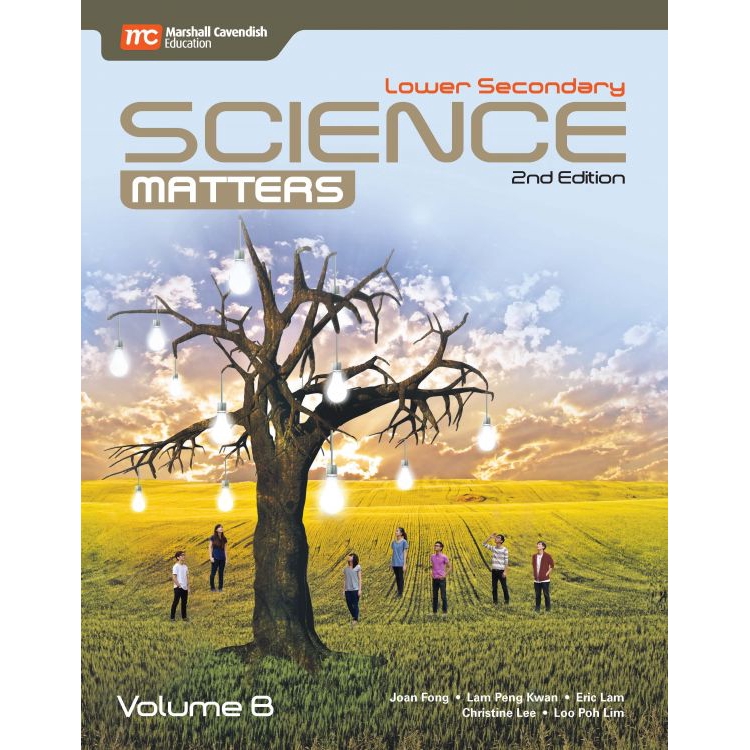 mc Marshall Cavendish
Education
Lower Secondary
SCIENCE
2nd Edition
MATTERS
Volume B
Joan Fong • Lam Peng Kwan • Eric Lam
Christine Lee • Loo Poh Lim